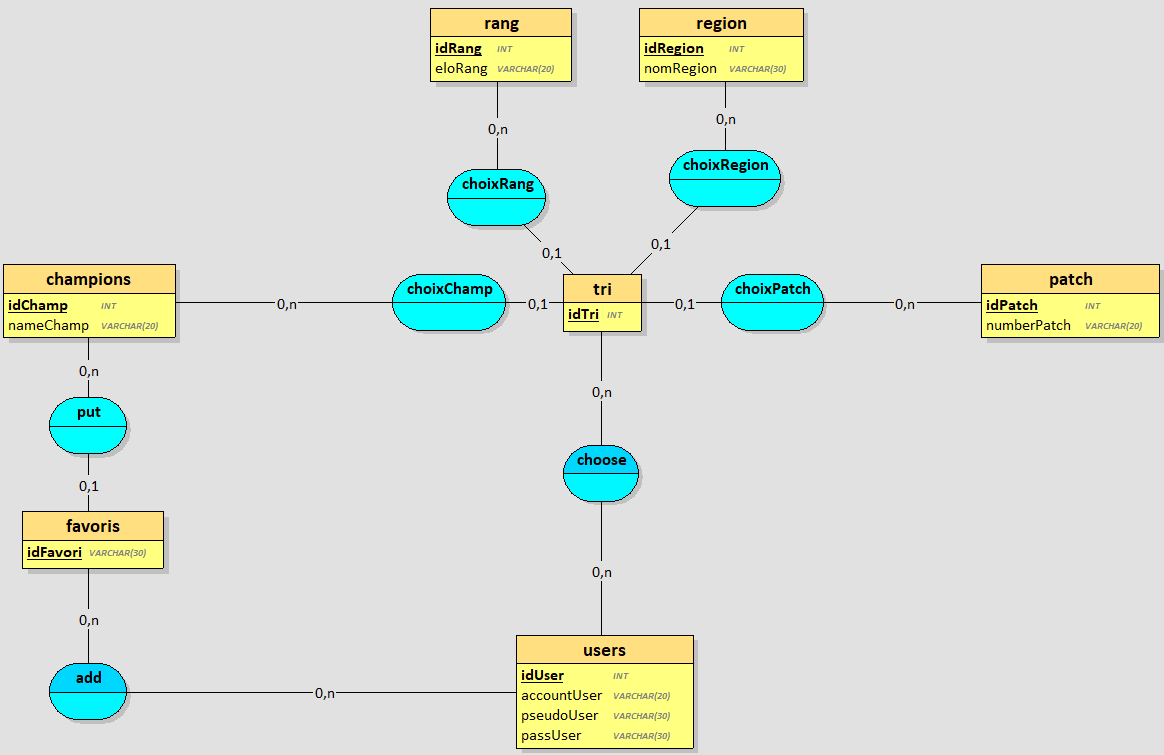 rang
idRang INT
eloRang VARCHAR(20)
region
idRegion INT
nomRegion VARCHAR(30)
0,n
0,n
choixRang
choixRegion
0,1
0,1
champions
idChamp INT
nameChamp VARCHAR(20)
0,n
choixChamp
0,1
tri
idTri INT
0,1
choixPatch
0,n
patch
idPatch INT
numberPatch VARCHAR(20)
0,n
put
0,1
favoris
idFavori VARCHAR(30)
0,n
add
0,n
0,n
choose
0,n
users
idUser INT
accountUser VARCHAR(20)
pseudoUser VARCHAR(30)
passUser VARCHAR(30)